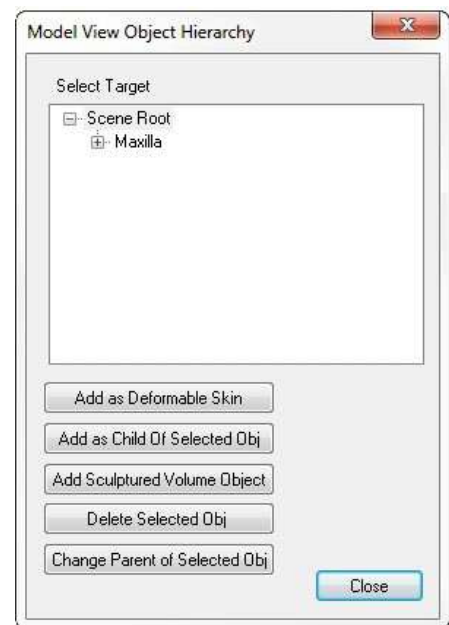 Model View Object Hierarchy
Select Target
Scene Root
Maxilla
Add as Deformable Skin
Add as Child Of Selected Obj
Add Sculptured Volume Object
Delete Selected Obj
Change Parent of Selected Obj
Close